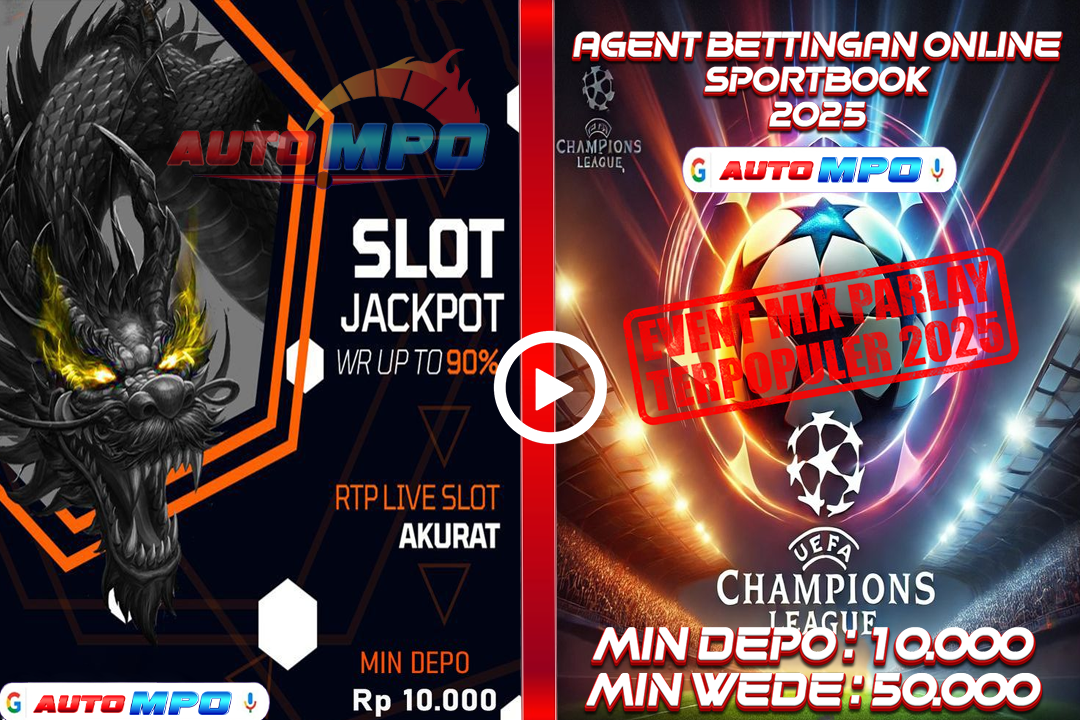 AUTO MPO
SLOT
JACKPOT
WR UP TO 90%
RTP LIVE SLOT
AKURAT
MIN DEPO
Rp 10.000
G AUTO MPO
AGENT BETTINGAN ONLINE
SPORTBOOK
2025
CHAMPIONS
LEAGUE
G AUTO MPO
EVENT MIX PARLAY
TERPOPULER 2025
UEFA
CHAMPIONS
LEAGUE
MIN DEPO : 10.000
MIN WEDE : 50.000